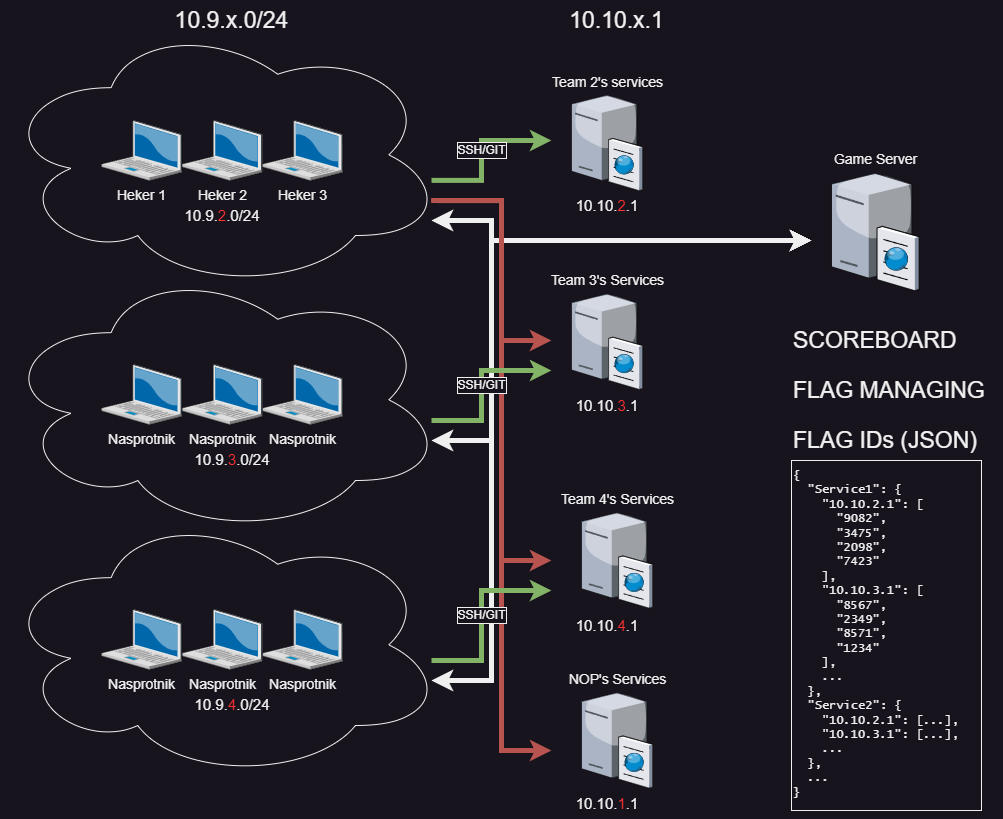 10.9.x.0/24
10.10.x.1
Team 2's services
SSH/GIT
Game Server
Heker 1
Heker 2
Heker 3
10.9.2.0/24
10.10.2.1
Team 3's Services
SSH/GIT
10.10.3.1
Nasprotnik
Nasprotnik
Nasprotnik
10.9.3.0/24
Team 4's Services
SSH/GIT
10.10.4.1
Nasprotnik
Nasprotnik
Nasprotnik
10.9.4.0/24
NOP's Services
10.10.1.1
SCOREBOARD
FLAG MANAGING
FLAG IDs (JSON)
{
"Service1": {
"10.10.2.1": [
"9082",
"3475",
"2098",
"7423"
],
"10.10.3.1": [
"8567",
"2349",
"8571",
"1234"
],
...
},
"Service2": {
"10.10.2.1": [...],
"10.10.3.1": [...],
...
},
...
}